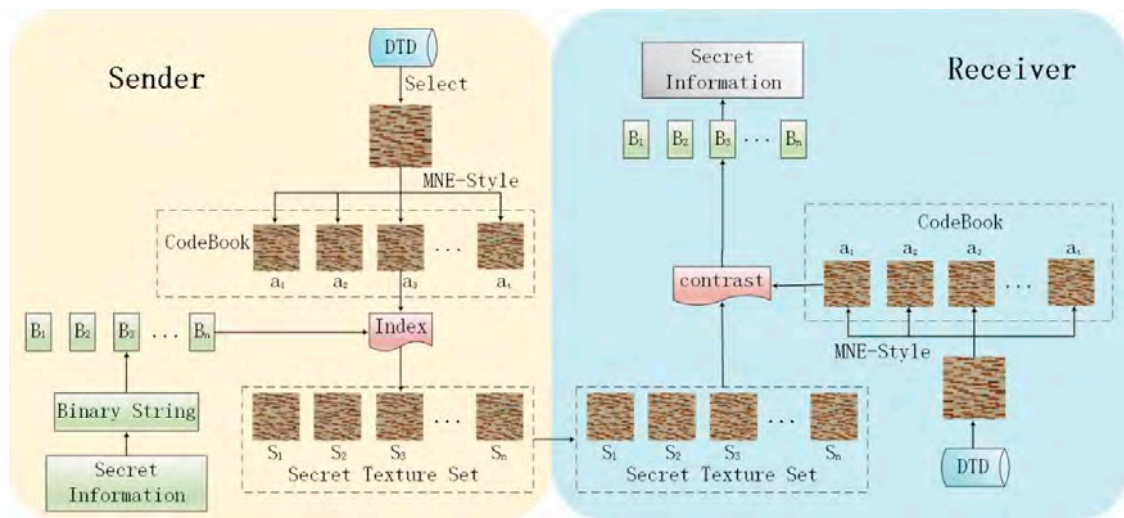 Sender
DTD
Select
MNE-Style
CodeBook
a₁ a₂ a₃ ... aₛ
B₁ B₂ B₃ ... Bₙ
Index
Binary String
Secret
Information
S₁ S₂ S₃ ... Sₙ
Secret Texture Set
Receiver
Secret
Information
B₁ B₂ B₃ ... Bₙ
CodeBook
a₁ a₂ a₃ ...
contrast
MNE-Style
DTD
S₁ S₂ S₃ ... Sₙ
Secret Texture Set